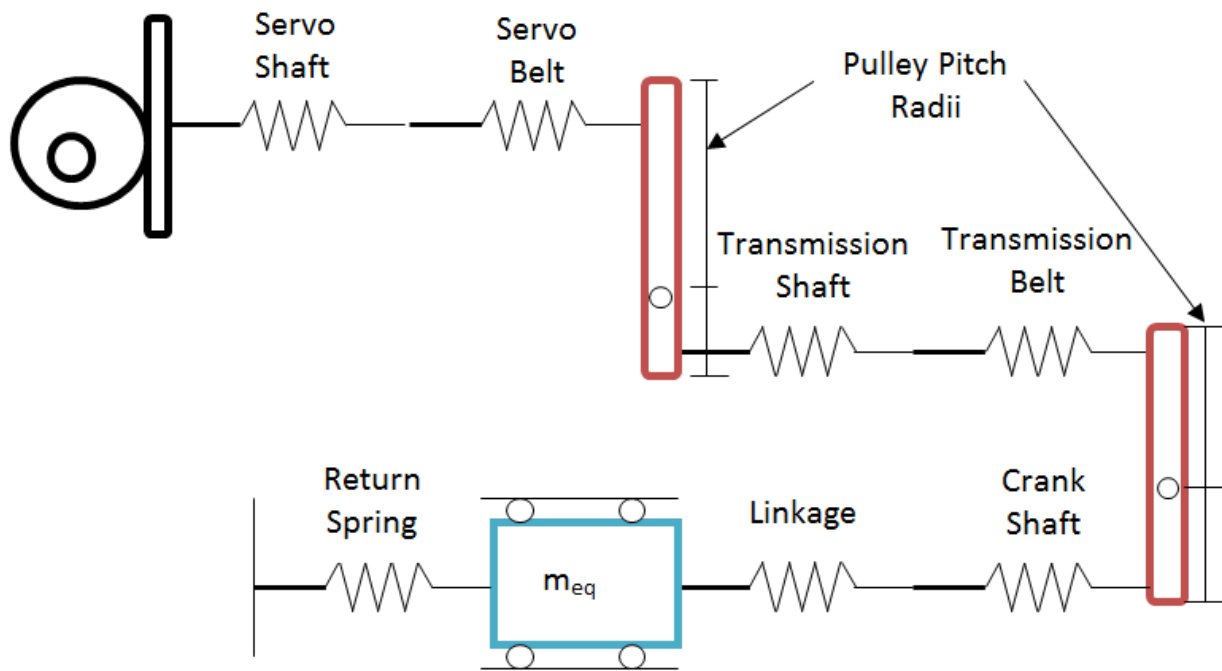 Servo
Shaft
Servo
Belt
Pulley Pitch
Radii
Transmission
Shaft
Transmission
Belt
Return
Spring
m_eq
Linkage
Crank
Shaft